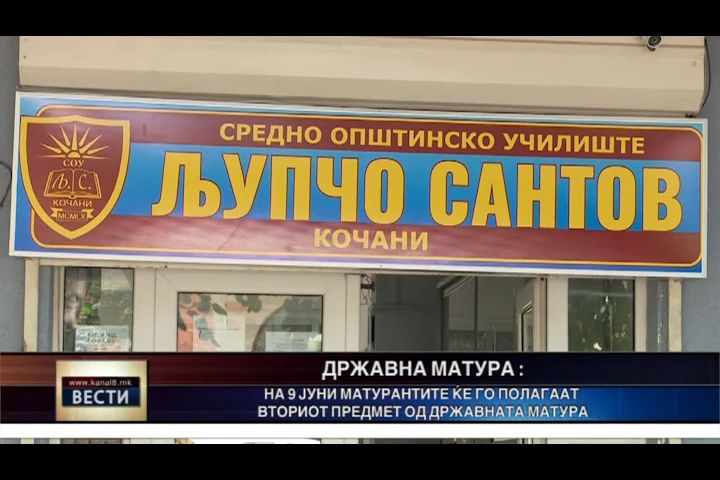 СРЕДНО ОПШТИНСКО УЧИЛИШТЕ
ЉУПЧО САНТОВ
КОЧАНИ
СОУ
Љ. С.
КОЧАНИ
MCMLX
ДРЖАВНА МАТУРА :
www.kanal8.mk
ВЕСТИ
НА 9 ЈУНИ МАТУРАНТИТЕ ЌЕ ГО ПОЛАГААТ
ВТОРИОТ ПРЕДМЕТ ОД ДРЖАВНАТА МАТУРА